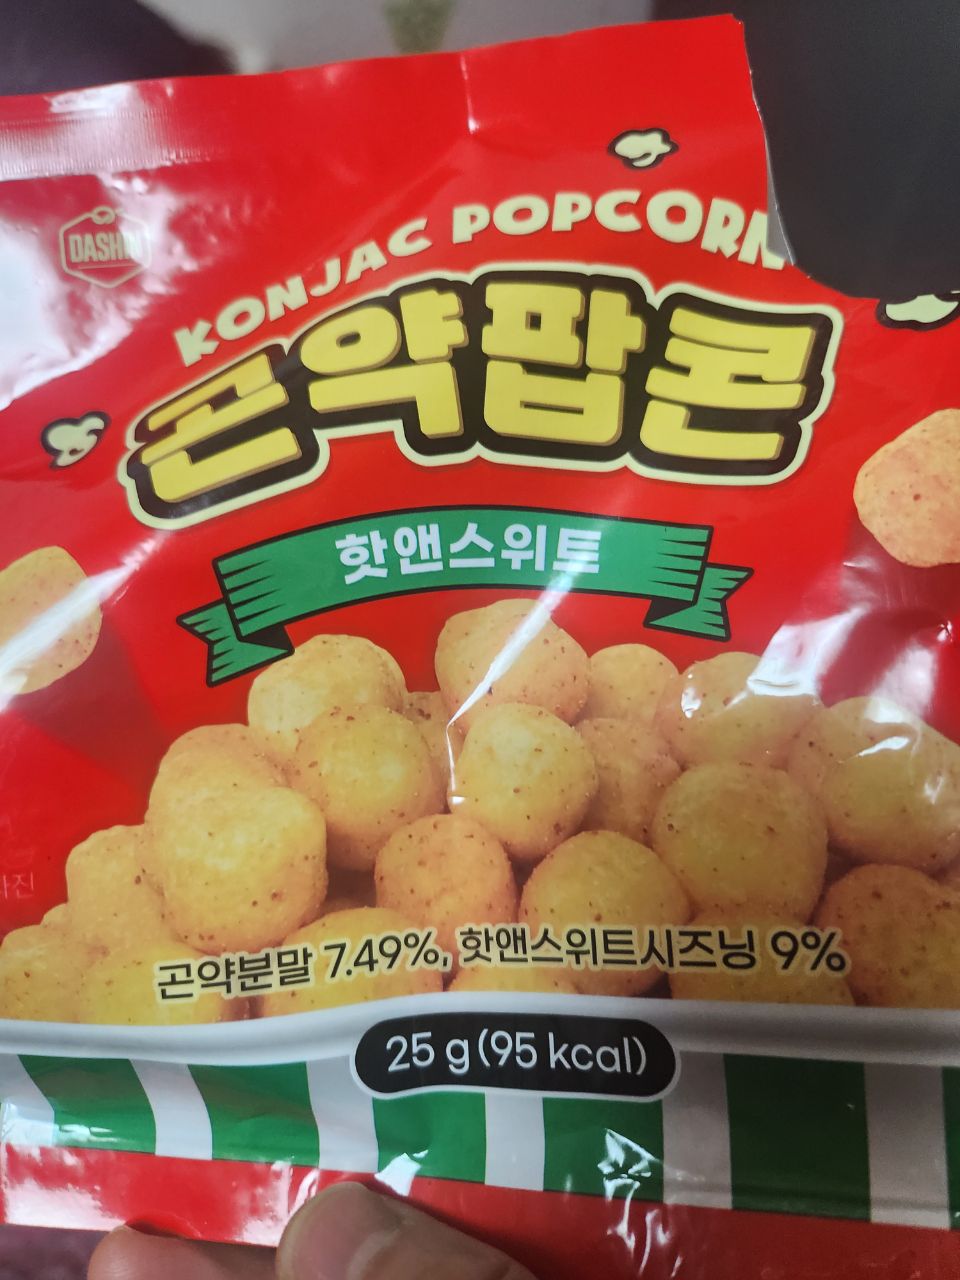 DASHIN
KONJAC POPCORN
곤약팝콘
핫앤스위트
곤약분말 7.49%, 핫앤스위트시즈닝 9%
25 g (95 kcal)